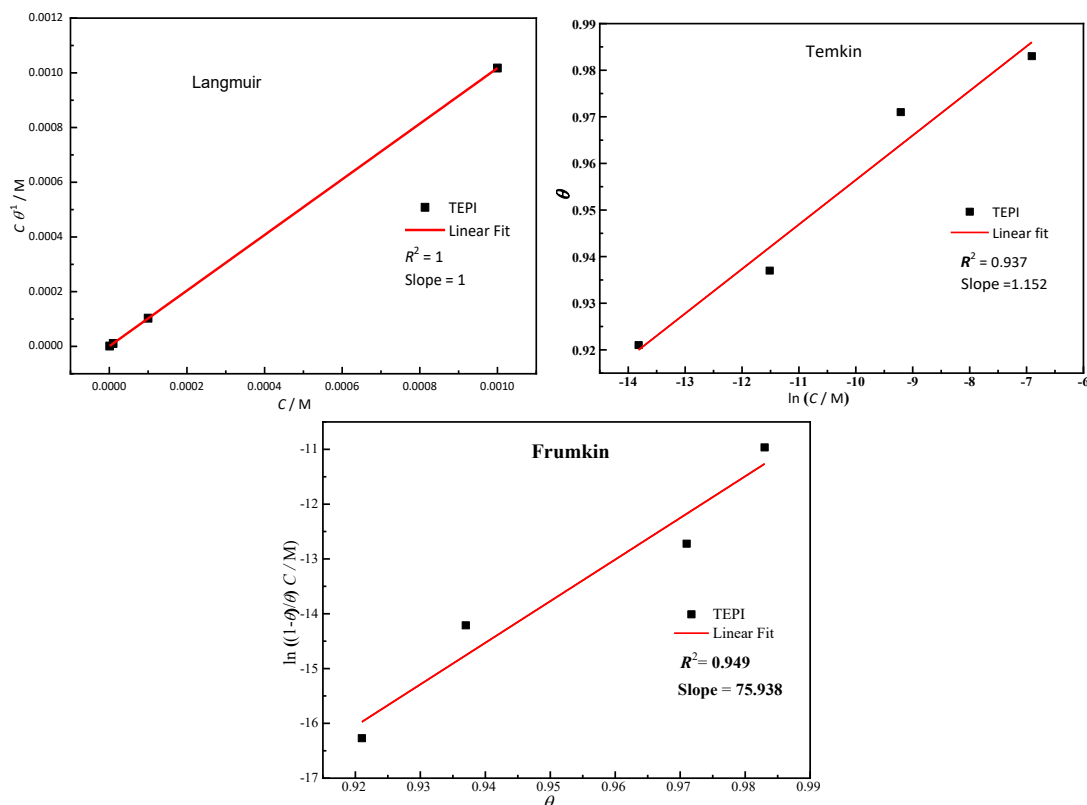 Langmuir
0.0012
0.0010
0.0008
0.0006
0.0004
0.0002
0.0000
C θ¹ / M
TEPI
Linear Fit
R² = 1
Slope = 1
0.0000 0.0002 0.0004 0.0006 0.0008 0.0010
C / M
Temkin
0.99
0.98
0.97
0.96
0.95
0.94
0.93
0.92
θ
TEPI
Linear fit
R² = 0.937
Slope =1.152
-14 -13 -12 -11 -10 -9 -8 -7 -6
ln (C / M)
Frumkin
-11
-12
-13
-14
-15
-16
-17
ln ((1-θ)/θ) C / M)
TEPI
Linear Fit
R²= 0.949
Slope = 75.938
0.92 0.93 0.94 0.95 0.96 0.97 0.98 0.99
θ